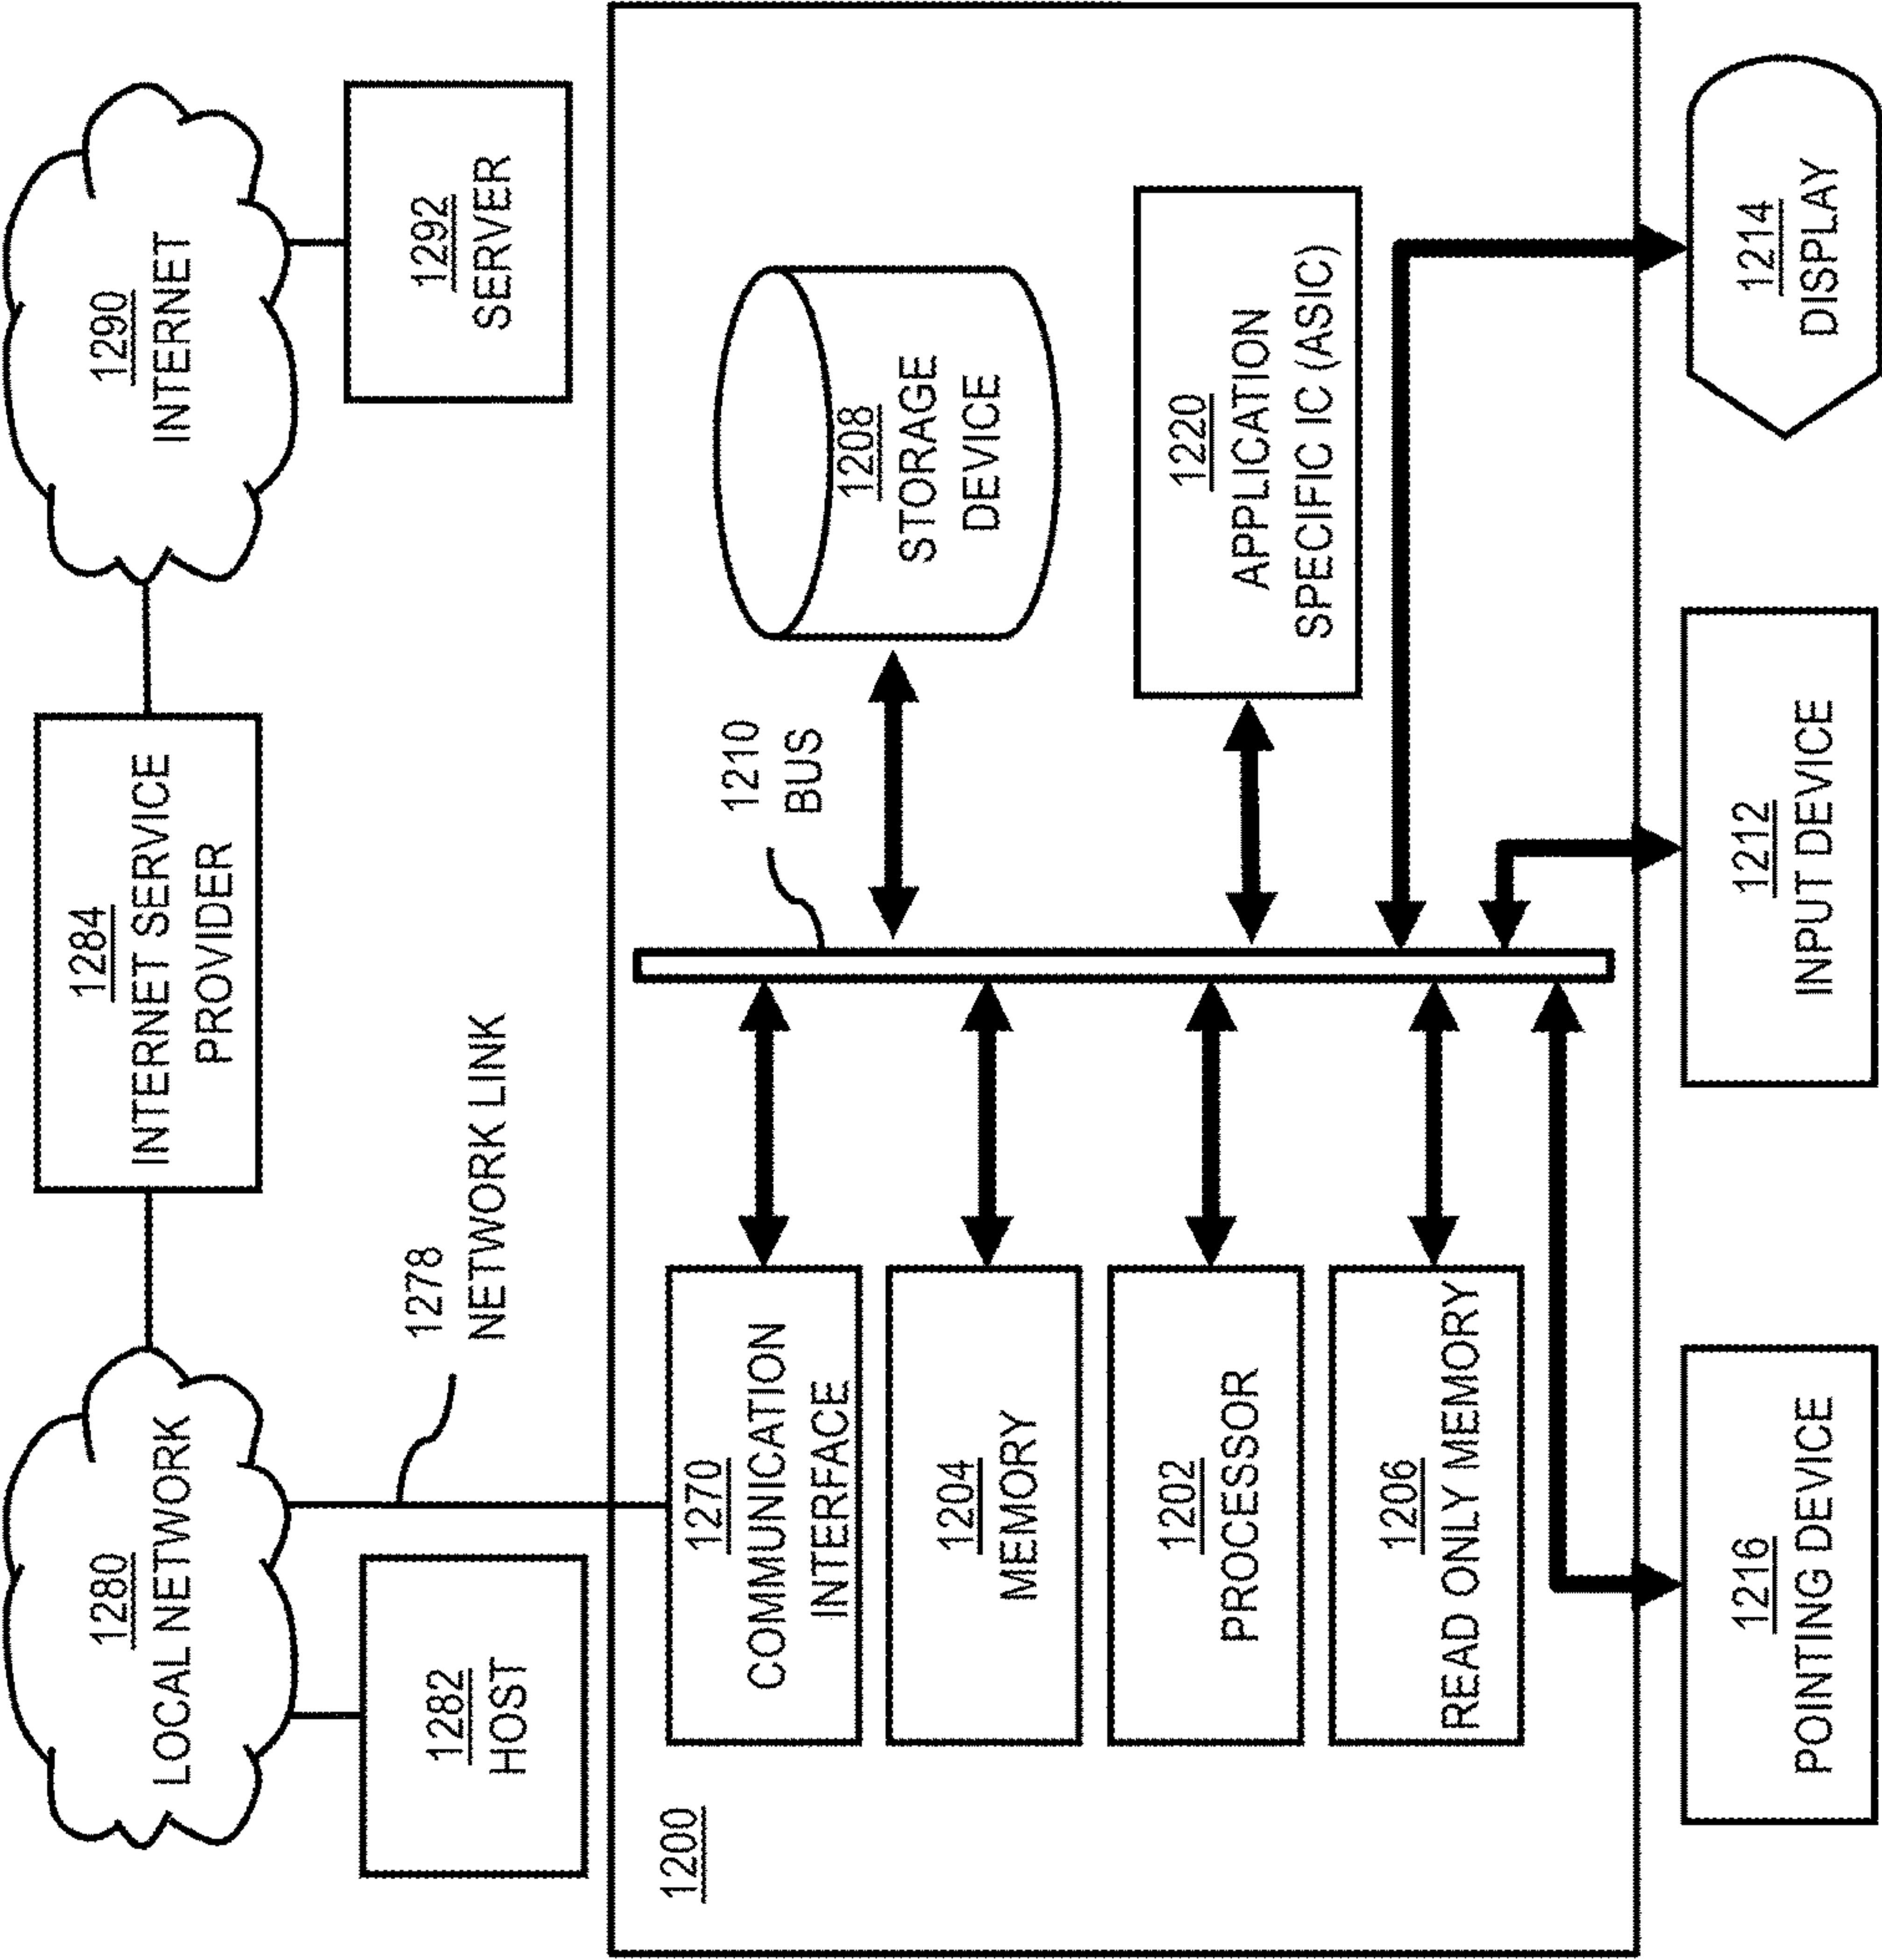 1280
LOCAL NETWORK
1284
INTERNET SERVICE
PROVIDER
1290
INTERNET
1282
HOST
1278
NETWORK LINK
1292
SERVER
1200
1270
COMMUNICATION
INTERFACE
1210
BUS
1208
STORAGE
DEVICE
1204
MEMORY
1202
PROCESSOR
1220
APPLICATION
SPECIFIC IC (ASIC)
1206
READ ONLY MEMORY
1216
POINTING DEVICE
1212
INPUT DEVICE
1214
DISPLAY